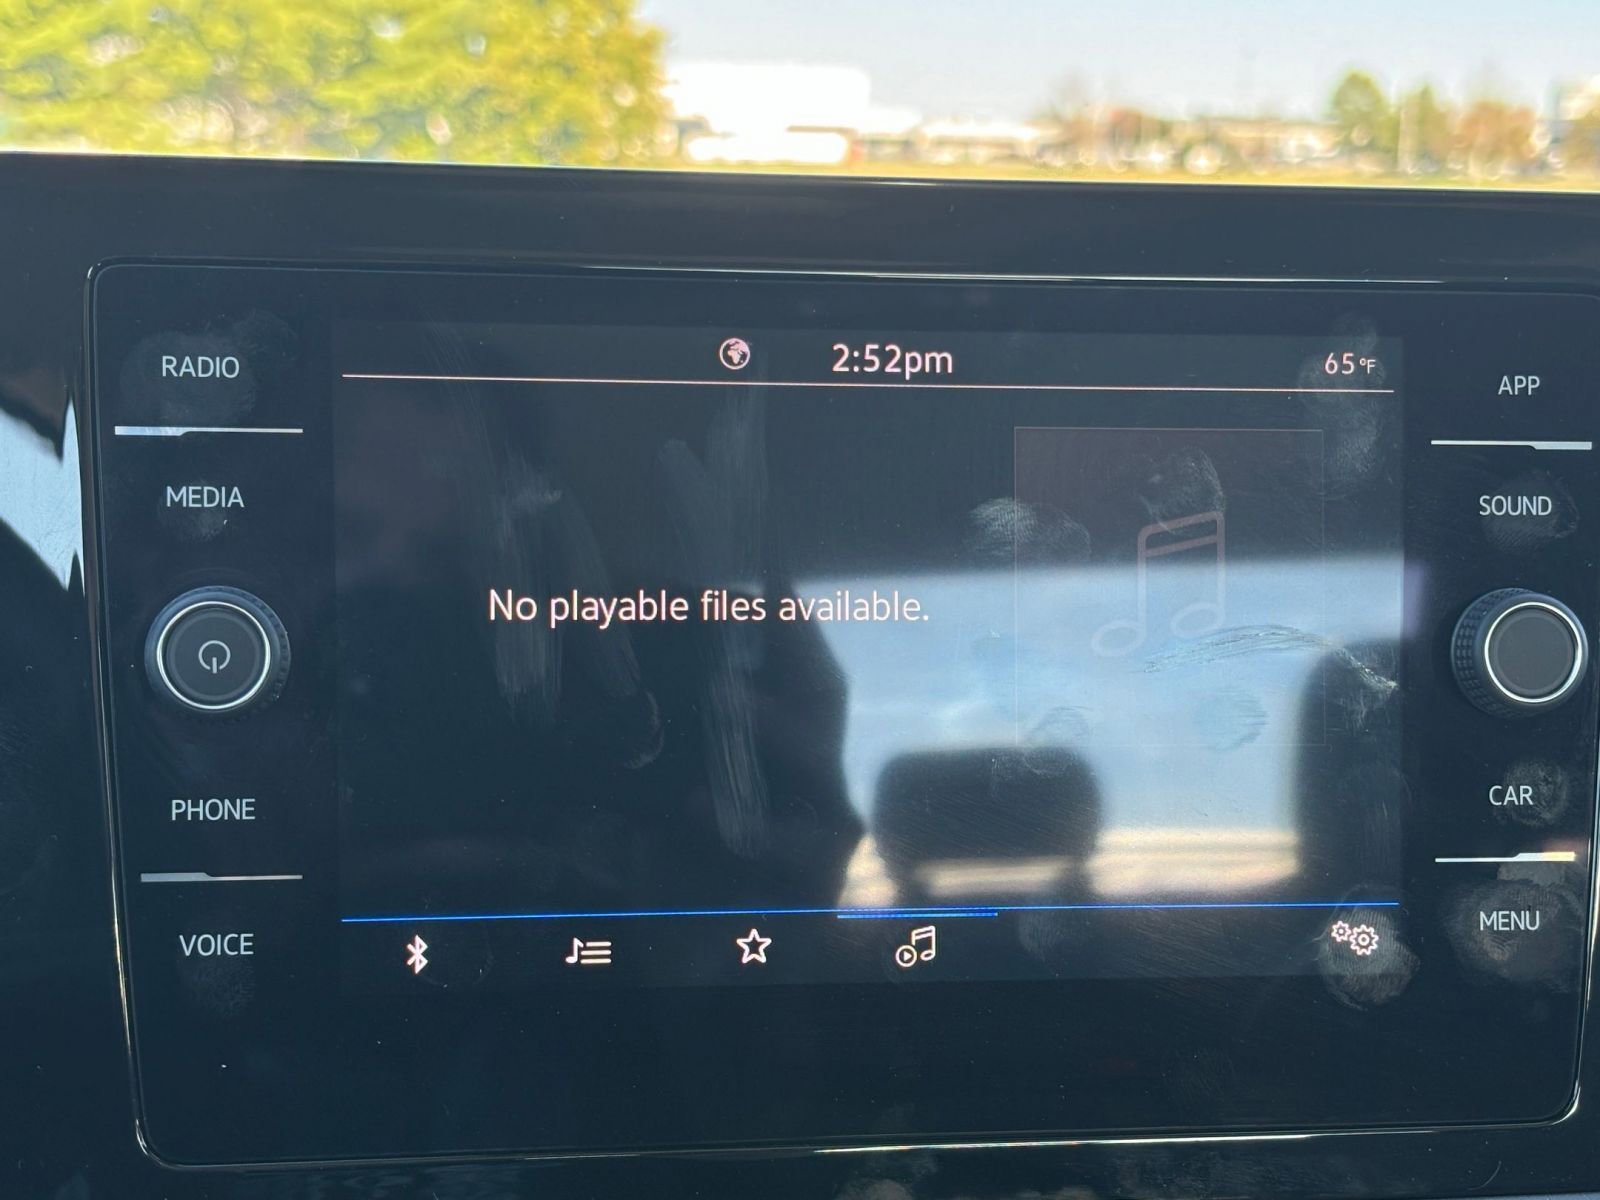 2:52pm
65°F
RADIO
MEDIA
PHONE
VOICE
No playable files available.
APP
SOUND
CAR
MENU